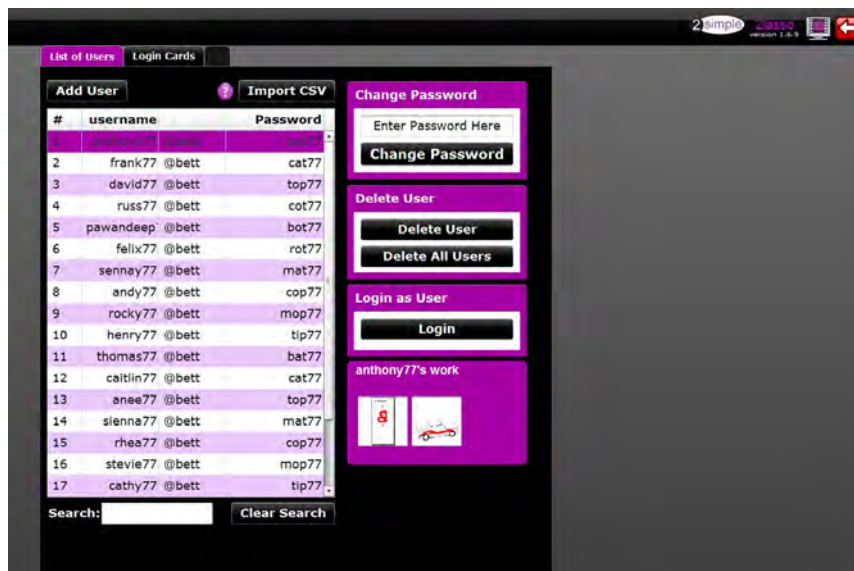 2simple 2lasso
version 1.6-9
List of Users Login Cards
Add User ? Import CSV
# username Password
1 anthony77 @bett
2 frank77 @bett cat77
3 david77 @bett top77
4 russ77 @bett cot77
5 pawandeep @bett bot77
6 felix77 @bett rot77
7 sennay77 @bett mat77
8 andy77 @bett cop77
9 rocky77 @bett mop77
10 henry77 @bett tip77
11 thomas77 @bett bat77
12 caitlin77 @bett cat77
13 anee77 @bett top77
14 sienna77 @bett mat77
15 rhea77 @bett cop77
16 stevie77 @bett mop77
17 cathy77 @bett tip77
Search: Clear Search
Change Password
Enter Password Here
Change Password
Delete User
Delete User
Delete All Users
Login as User
Login
anthony77's work
a